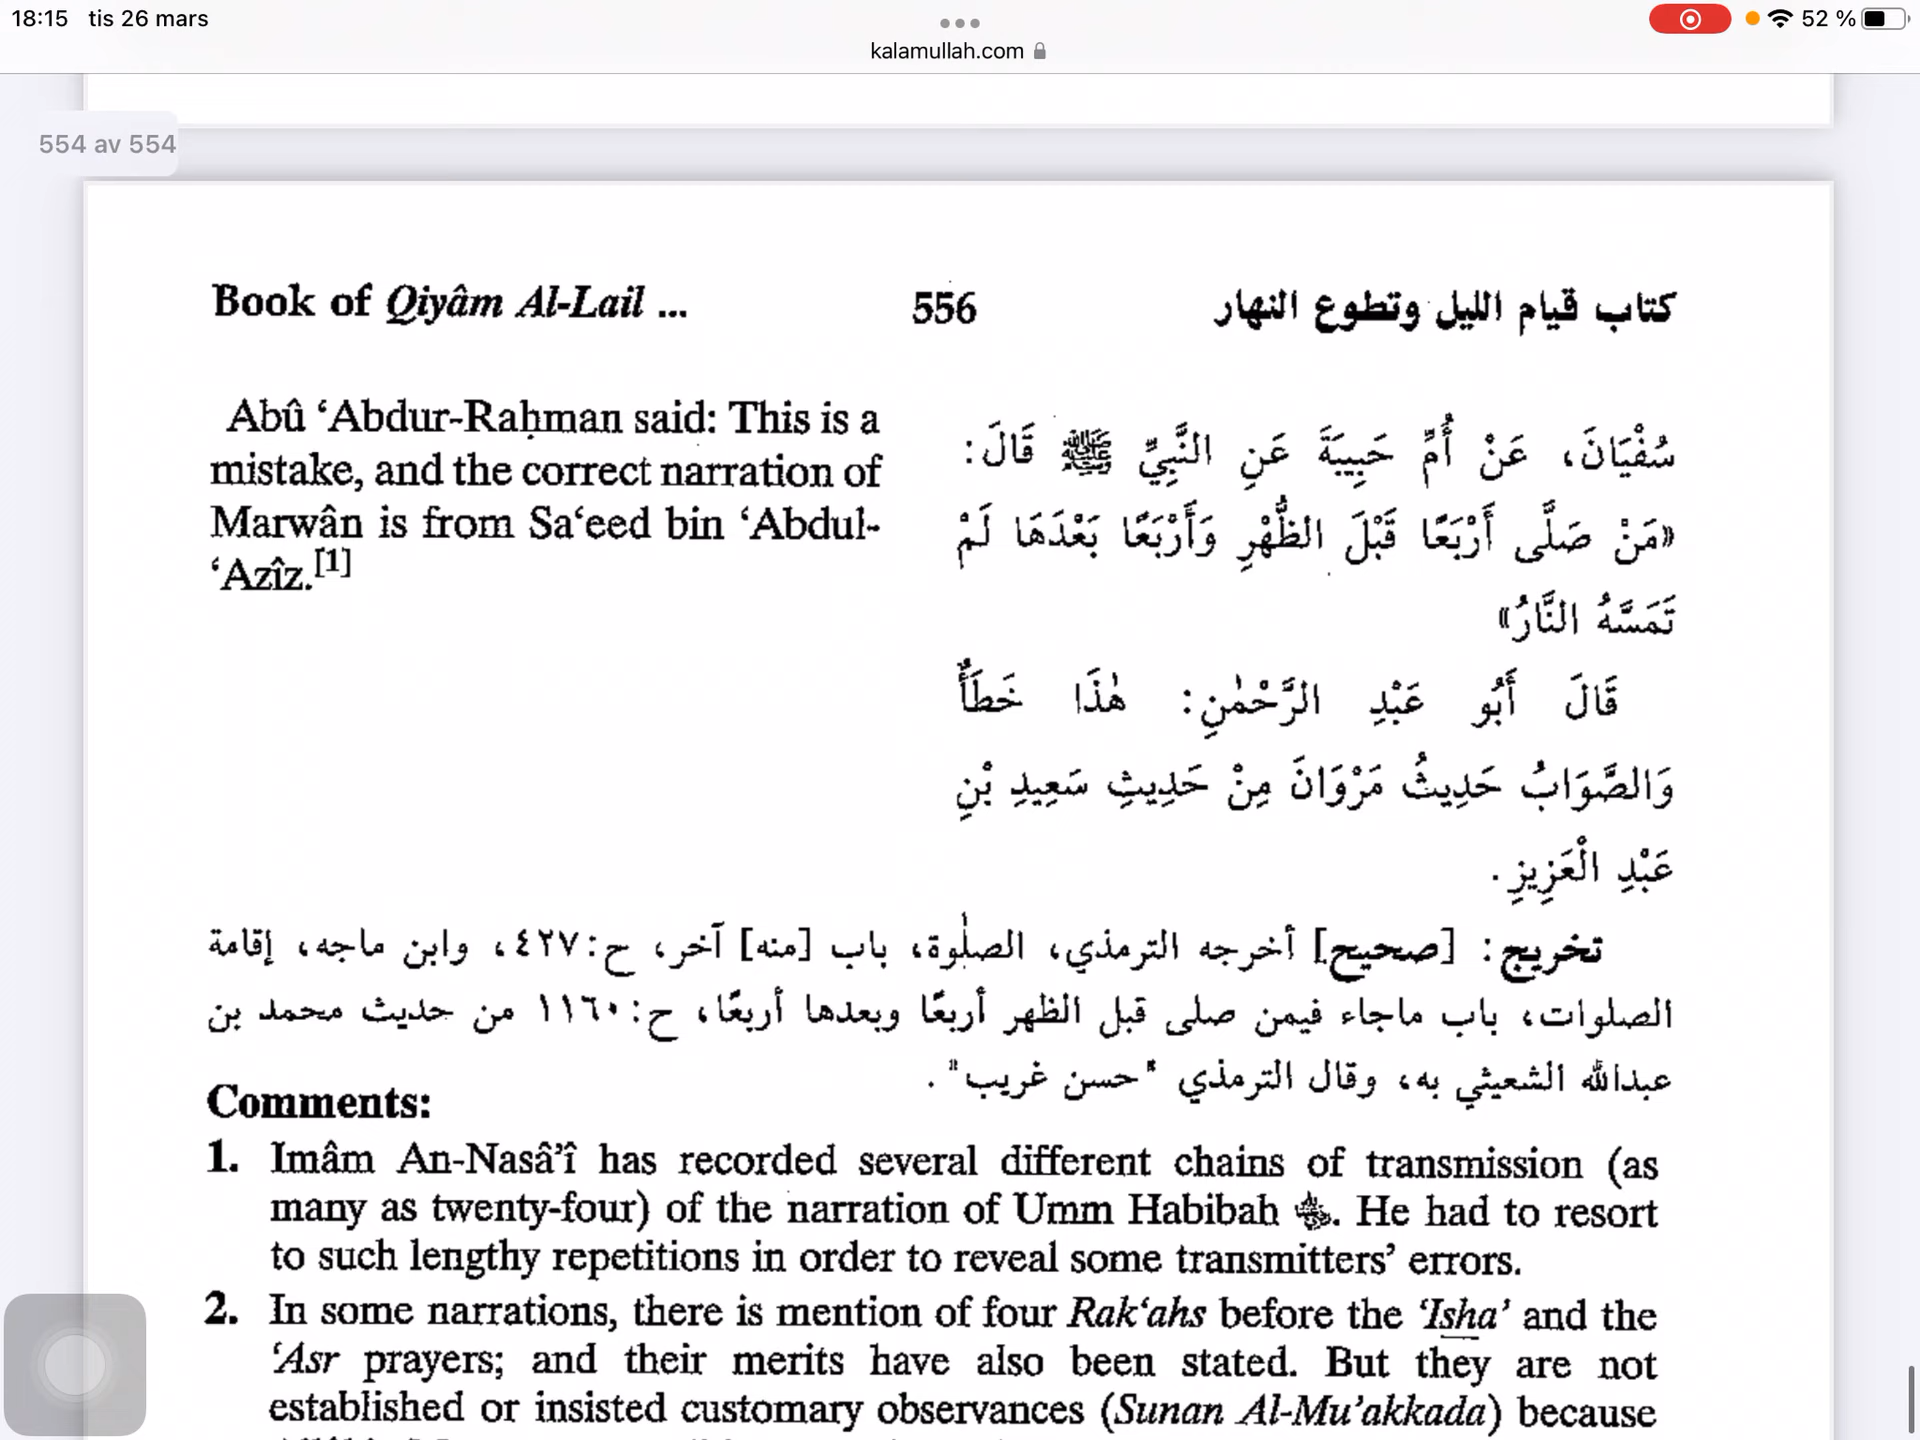 18:15 tis 26 mars
52 %
kalamullah.com
554 av 554
Book of Qiyâm Al-Lail ...
556
كتاب قيام الليل وتطوع النهار
Abû ‘Abdur-Raḥman said: This is a
mistake, and the correct narration of
Marwân is from Sa‘eed bin ‘Abdul-
‘Azîz.[1]
سُفْيَانَ، عَنْ أُمِّ حَبِيبَةَ عَنِ النَّبِيِّ ﷺ قَالَ:
«مَنْ صَلَّى أَرْبَعًا قَبْلَ الظُّهْرِ وَأَرْبَعًا بَعْدَهَا لَمْ
تَمَسَّهُ النَّارُ»
قَالَ أَبُو عَبْدِ الرَّحْمٰنِ: هٰذَا خَطَأٌ
وَالصَّوَابُ حَدِيثُ مَرْوَانَ مِنْ حَدِيثِ سَعِيدِ بْنِ
عَبْدِ الْعَزِيزِ.
تخريج: [صحيح] أخرجه الترمذي، الصلٰوة، باب [منه] آخر، ح:٤٢٧، وابن ماجه، إقامة
الصلوات، باب ماجاء فيمن صلى قبل الظهر أربعًا وبعدها أربعًا، ح:١١٦٠ من حديث محمد بن
عبدالله الشعيثي به، وقال الترمذي "حسن غريب".
Comments:
1. Imâm An-Nasâ’î has recorded several different chains of transmission (as
many as twenty-four) of the narration of Umm Habibah. He had to resort
to such lengthy repetitions in order to reveal some transmitters’ errors.
2. In some narrations, there is mention of four Rak‘ahs before the ‘Isha’ and the
‘Asr prayers; and their merits have also been stated. But they are not
established or insisted customary observances (Sunan Al-Mu’akkada) because